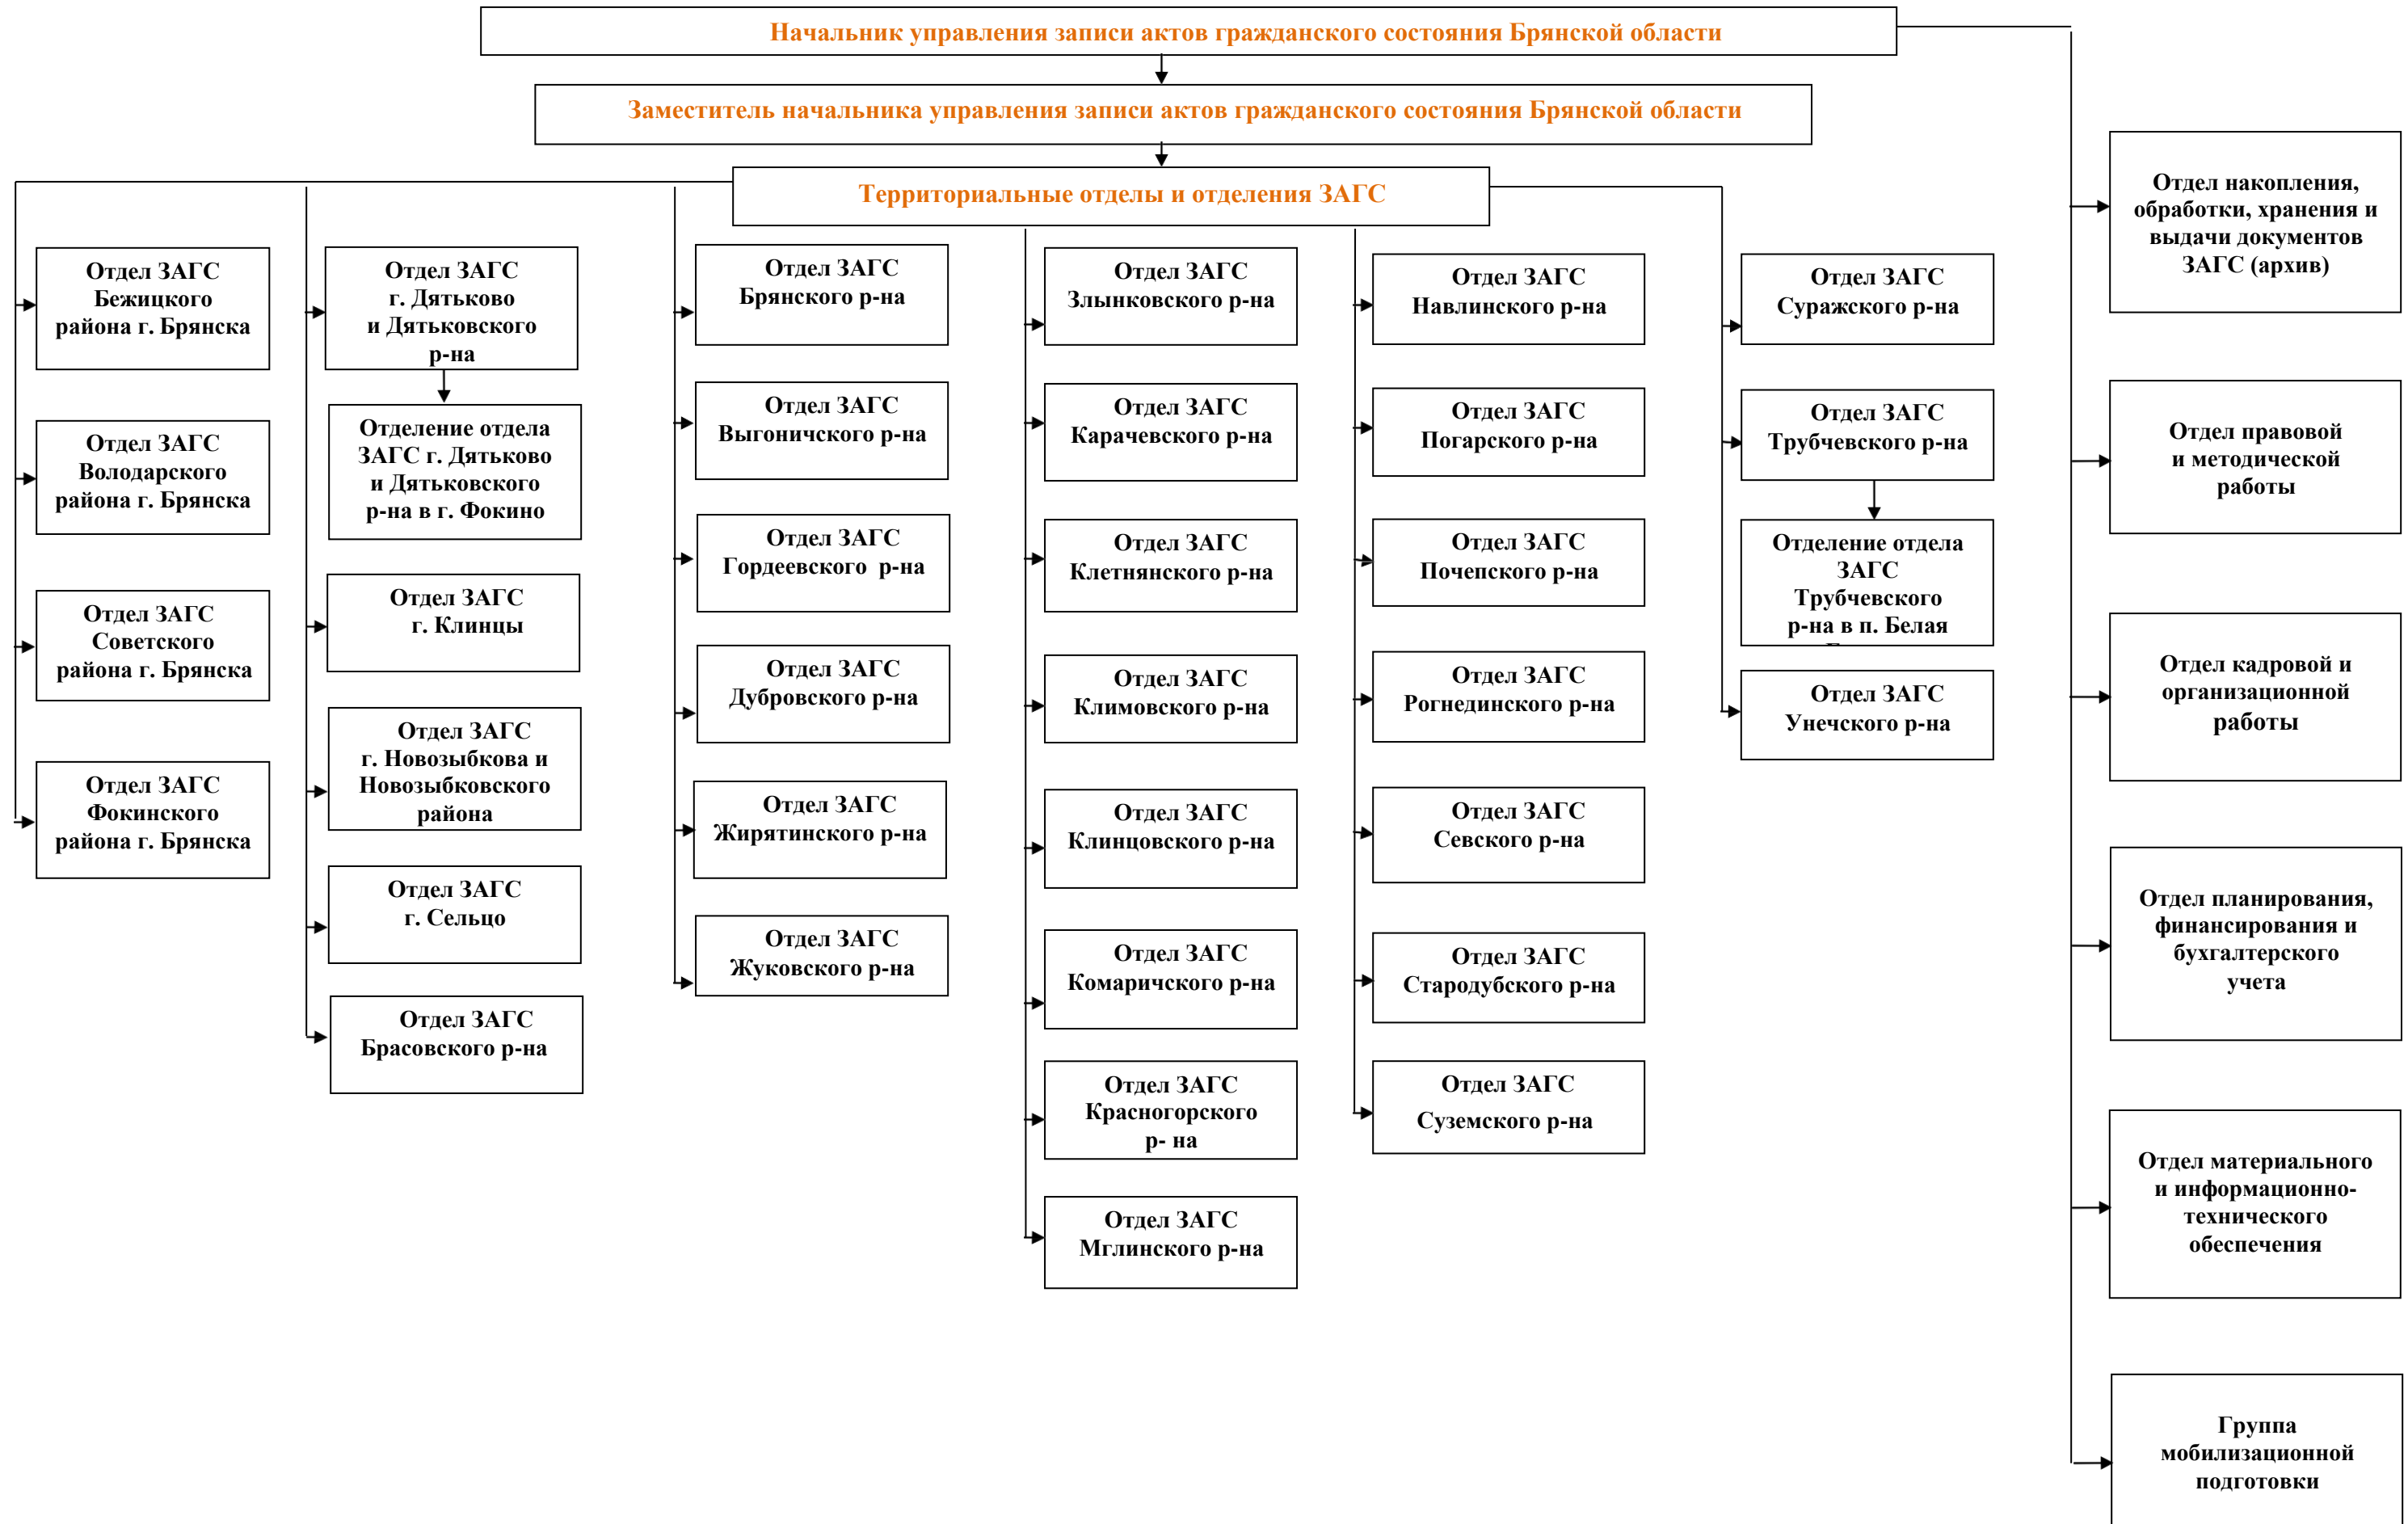 Начальник управления записи актов гражданского состояния Брянской области
Заместитель начальника управления записи актов гражданского состояния Брянской области
Территориальные отделы и отделения ЗАГС
Отдел ЗАГС
Бежицкого
района г. Брянска
Отдел ЗАГС
Володарского
района г. Брянска
Отдел ЗАГС
Советского
района г. Брянска
Отдел ЗАГС
Фокинского
района г. Брянска
Отдел ЗАГС
г. Дятьково
и Дятьковского
р-на
Отделение отдела
ЗАГС г. Дятьково
и Дятьковского
р-на в г. Фокино
Отдел ЗАГС
г. Клинцы
Отдел ЗАГС
г. Новозыбкова и
Новозыбковского
района
Отдел ЗАГС
г. Сельцо
Отдел ЗАГС
Брасовского р-на
Отдел ЗАГС
Брянского р-на
Отдел ЗАГС
Выгоничского р-на
Отдел ЗАГС
Гордеевского р-на
Отдел ЗАГС
Дубровского р-на
Отдел ЗАГС
Жирятинского р-на
Отдел ЗАГС
Жуковского р-на
Отдел ЗАГС
Злынковского р-на
Отдел ЗАГС
Карачевского р-на
Отдел ЗАГС
Клетнянского р-на
Отдел ЗАГС
Климовского р-на
Отдел ЗАГС
Клинцовского р-на
Отдел ЗАГС
Комаричского р-на
Отдел ЗАГС
Красногорского
р- на
Отдел ЗАГС
Мглинского р-на
Отдел ЗАГС
Навлинского р-на
Отдел ЗАГС
Погарского р-на
Отдел ЗАГС
Почепского р-на
Отдел ЗАГС
Рогнединского р-на
Отдел ЗАГС
Севского р-на
Отдел ЗАГС
Стародубского р-на
Отдел ЗАГС
Суземского р-на
Отдел ЗАГС
Суражского р-на
Отдел ЗАГС
Трубчевского р-на
Отделение отдела
ЗАГС
Трубчевского
р-на в п. Белая
Отдел ЗАГС
Унечского р-на
Отдел накопления,
обработки, хранения и
выдачи документов
ЗАГС (архив)
Отдел правовой
и методической
работы
Отдел кадровой и
организационной
работы
Отдел планирования,
финансирования и
бухгалтерского
учета
Отдел материального
и информационно-
технического
обеспечения
Группа
мобилизационной
подготовки